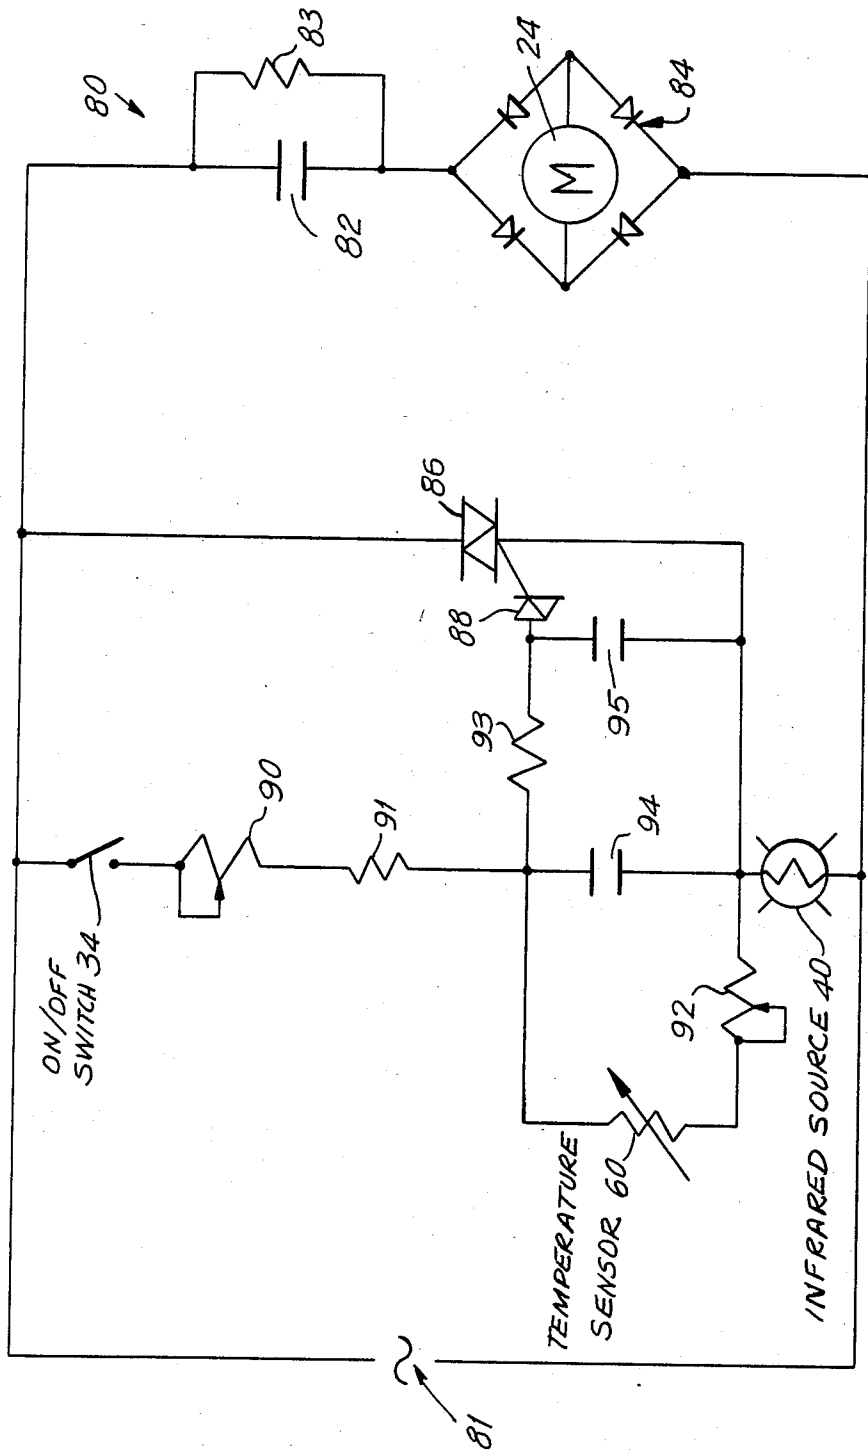 80
83
82
24
M
84
86
88
95
93
94
90
91
ON/OFF
SWITCH 34
92
TEMPERATURE
SENSOR 60
INFRARED SOURCE 40
81